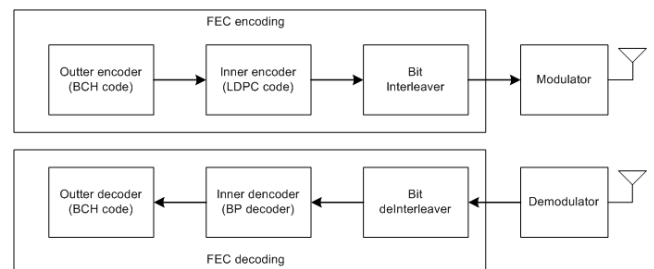 FEC encoding
Outter encoder
(BCH code)
Inner encoder
(LDPC code)
Bit
Interleaver
Modulator
Outter decoder
(BCH code)
Inner dencoder
(BP decoder)
Bit
deInterleaver
Demodulator
FEC decoding